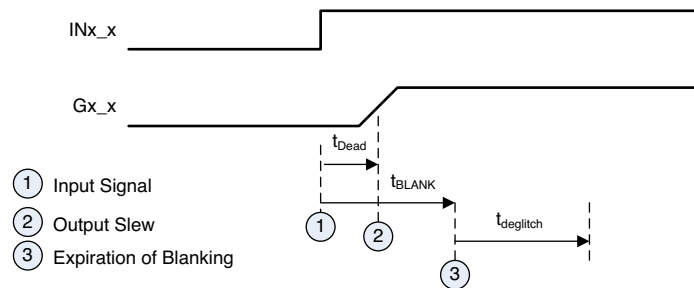 INx_x
Gx_x
tDead
tBLANK
1 Input Signal
2 Output Slew
3 Expiration of Blanking
1
2
tdeglitch
3